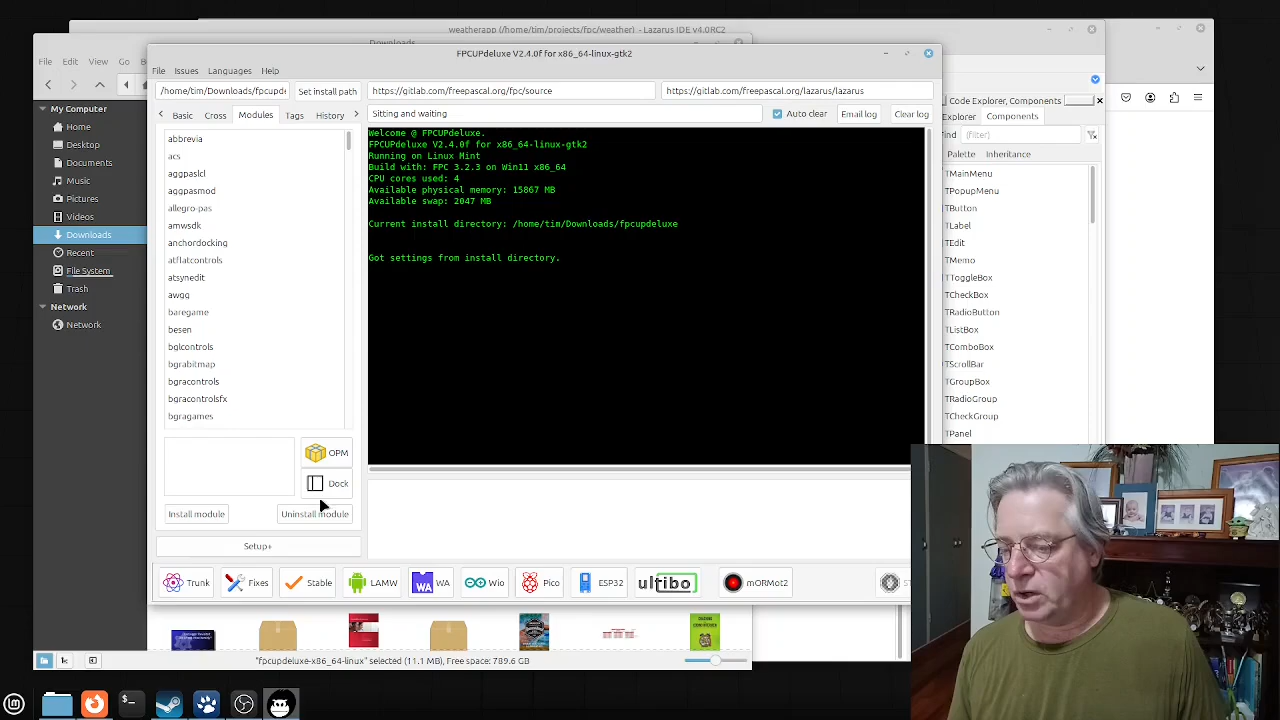 weatherapp (/home/tim/projects/fpc/weather) - Lazarus IDE v4.0RC2
Downloads
File Edit View Go
FPCUPdeluxe V2.4.0f for x86_64-linux-gtk2
File Issues Languages Help
/home/tim/Downloads/fpcupde
Set install path
https://gitlab.com/freepascal.org/fpc/source
https://gitlab.com/freepascal.org/lazarus/lazarus
Basic Cross Modules Tags History
Sitting and waiting
Auto clear
Email log
Clear log
My Computer
Home
Desktop
Documents
Music
Pictures
Videos
Downloads
Recent
File System
Trash
Network
Network
abbrevia
acs
aggpaslcl
aggpasmod
allegro-pas
amwsdk
anchordocking
atflatcontrols
atsynedit
awgg
baregame
besen
bglcontrols
bgrabitmap
bgracontrols
bgracontrolsfx
bgragames
OPM
Dock
Install module
Uninstall module
Setup+
Welcome @ FPCUPdeluxe.
FPCUPdeluxe V2.4.0f for x86_64-linux-gtk2
Running on Linux Mint
Build with: FPC 3.2.3 on Win11 x86_64
CPU cores used: 4
Available physical memory: 15867 MB
Available swap: 2047 MB
Current install directory: /home/tim/Downloads/fpcupdeluxe
Got settings from install directory.
Trunk Fixes Stable LAMW WA Wio Pico ESP32 ultibo mORMot2
Code Explorer, Components
Explorer Components
Find (filter)
Palette Inheritance
TMainMenu
TPopupMenu
TButton
TLabel
TEdit
TMemo
TToggleBox
TCheckBox
TRadioButton
TListBox
TComboBox
TScrollBar
TGroupBox
TRadioGroup
TCheckGroup
TPanel
"fpcupdeluxe-x86_64-linux" selected (11.1 MB), Free space: 789.6 GB